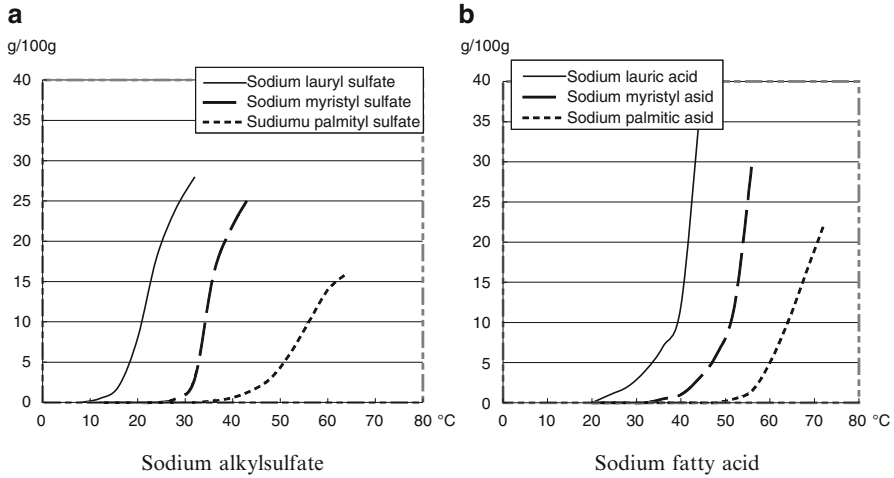 a
g/100g
40
35
30
25
20
15
10
5
0
Sodium lauryl sulfate
Sodium myristyl sulfate
Sudiumu palmityl sulfate
0 10 20 30 40 50 60 70 80 °C
Sodium alkylsulfate
b
g/100g
40
35
30
25
20
15
10
5
0
Sodium lauric acid
Sodium myristyl asid
Sodium palmitic asid
0 10 20 30 40 50 60 70 80 °C
Sodium fatty acid